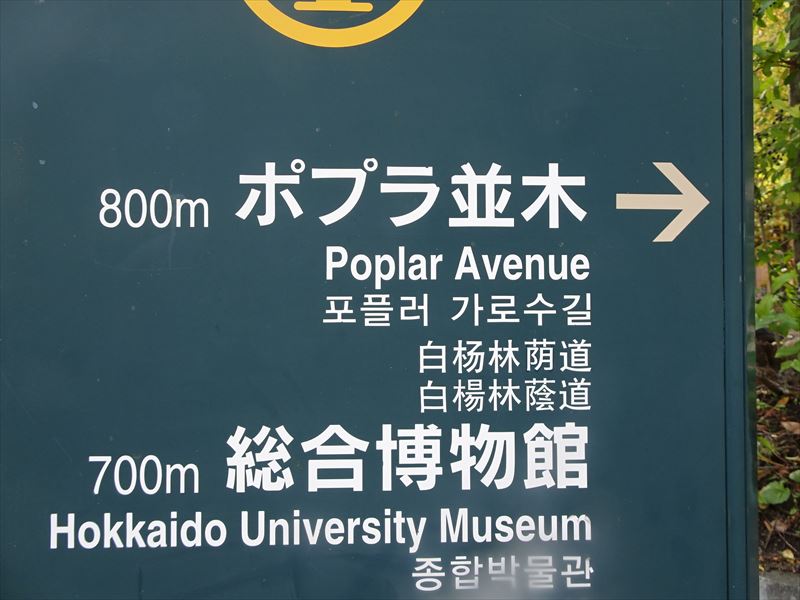 800m ポプラ並木 →
Poplar Avenue
포플러 가로수길
白杨林荫道
白楊林蔭道
700m 総合博物館
Hokkaido University Museum
종합박물관